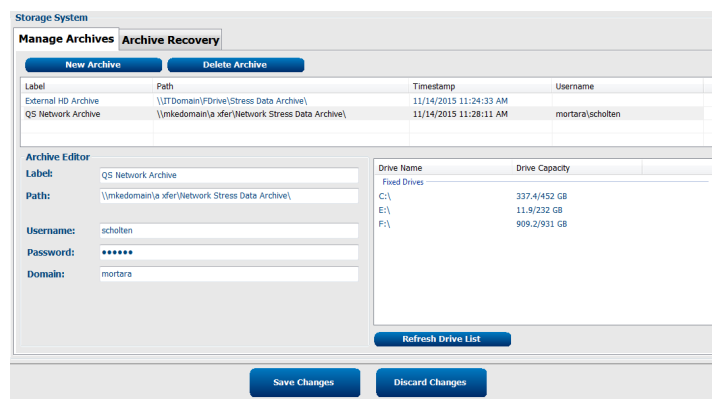 Storage System
Manage Archives Archive Recovery
New Archive Delete Archive
Label Path Timestamp Username
External HD Archive \\ITDomain\FDrive\Stress Data Archive\ 11/14/2015 11:24:33 AM
QS Network Archive \\mkedomain\a xfer\Network Stress Data Archive\ 11/14/2015 11:28:11 AM mortara\scholten
Archive Editor
Label: QS Network Archive
Path: \\mkedomain\a xfer\Network Stress Data Archive\
Username: scholten
Password: ••••••
Domain: mortara
Drive Name Drive Capacity
Fixed Drives
C:\ 337.4/452 GB
E:\ 11.9/232 GB
F:\ 909.2/931 GB
Refresh Drive List
Save Changes Discard Changes